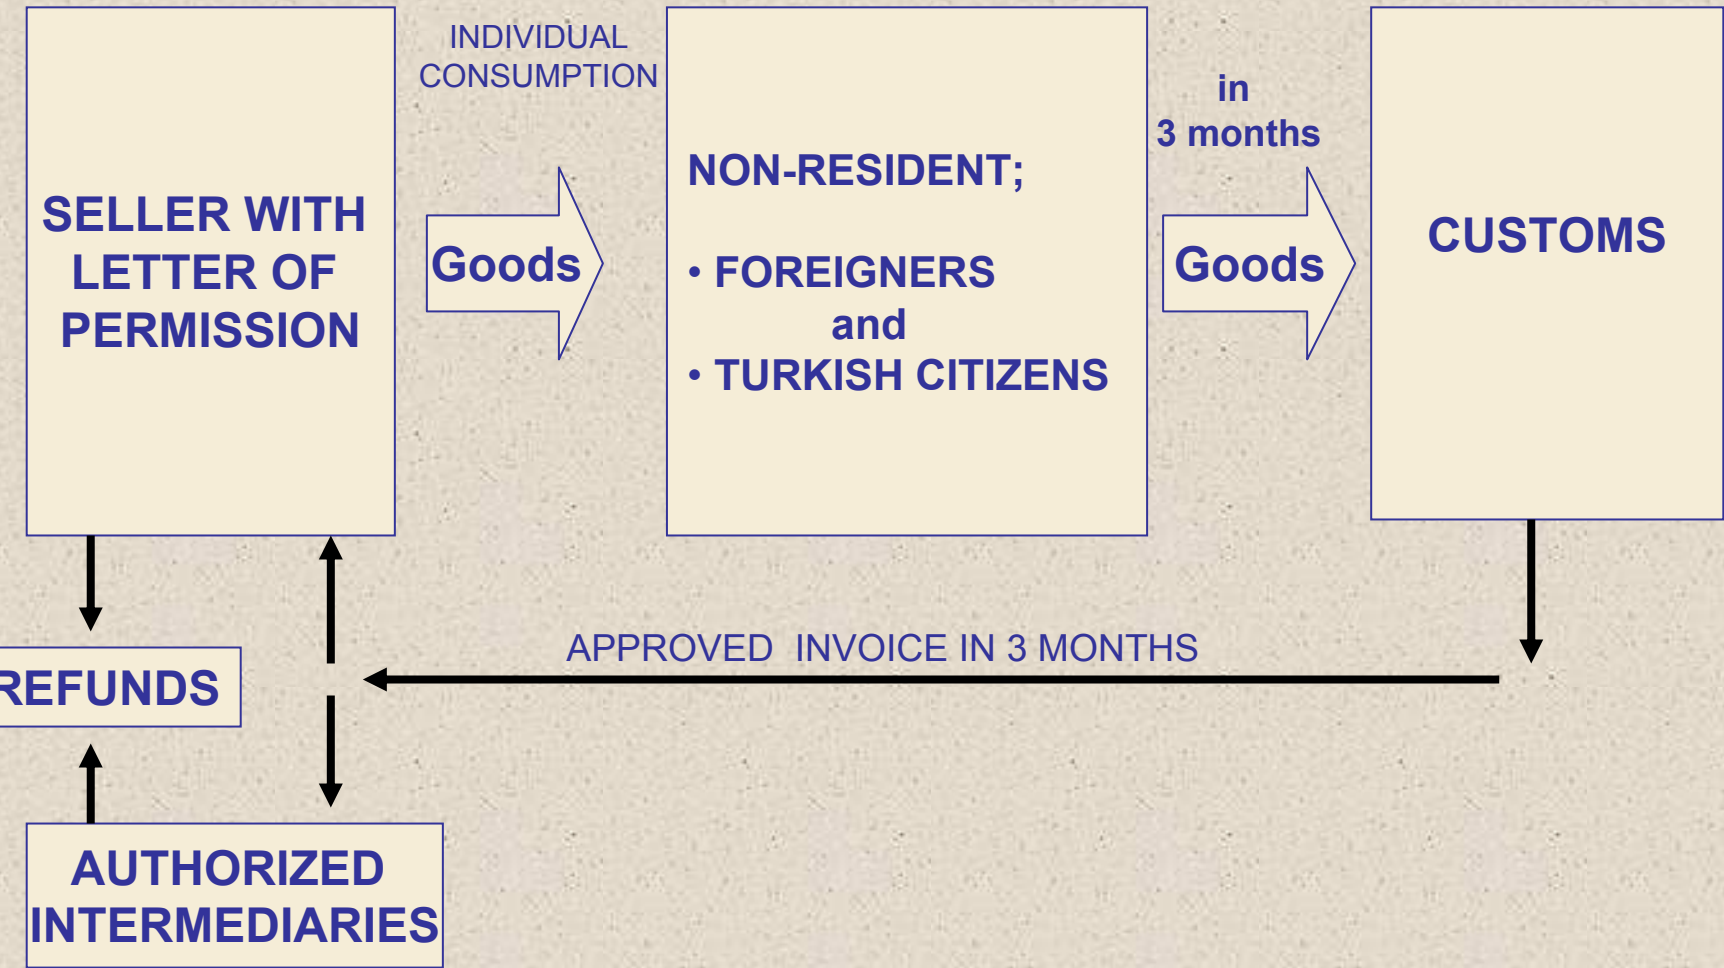 SELLER WITH
LETTER OF
PERMISSION
INDIVIDUAL
CONSUMPTION
Goods
NON-RESIDENT;
• FOREIGNERS
and
• TURKISH CITIZENS
in
3 months
Goods
CUSTOMS
APPROVED INVOICE IN 3 MONTHS
REFUNDS
AUTHORIZED
INTERMEDIARIES